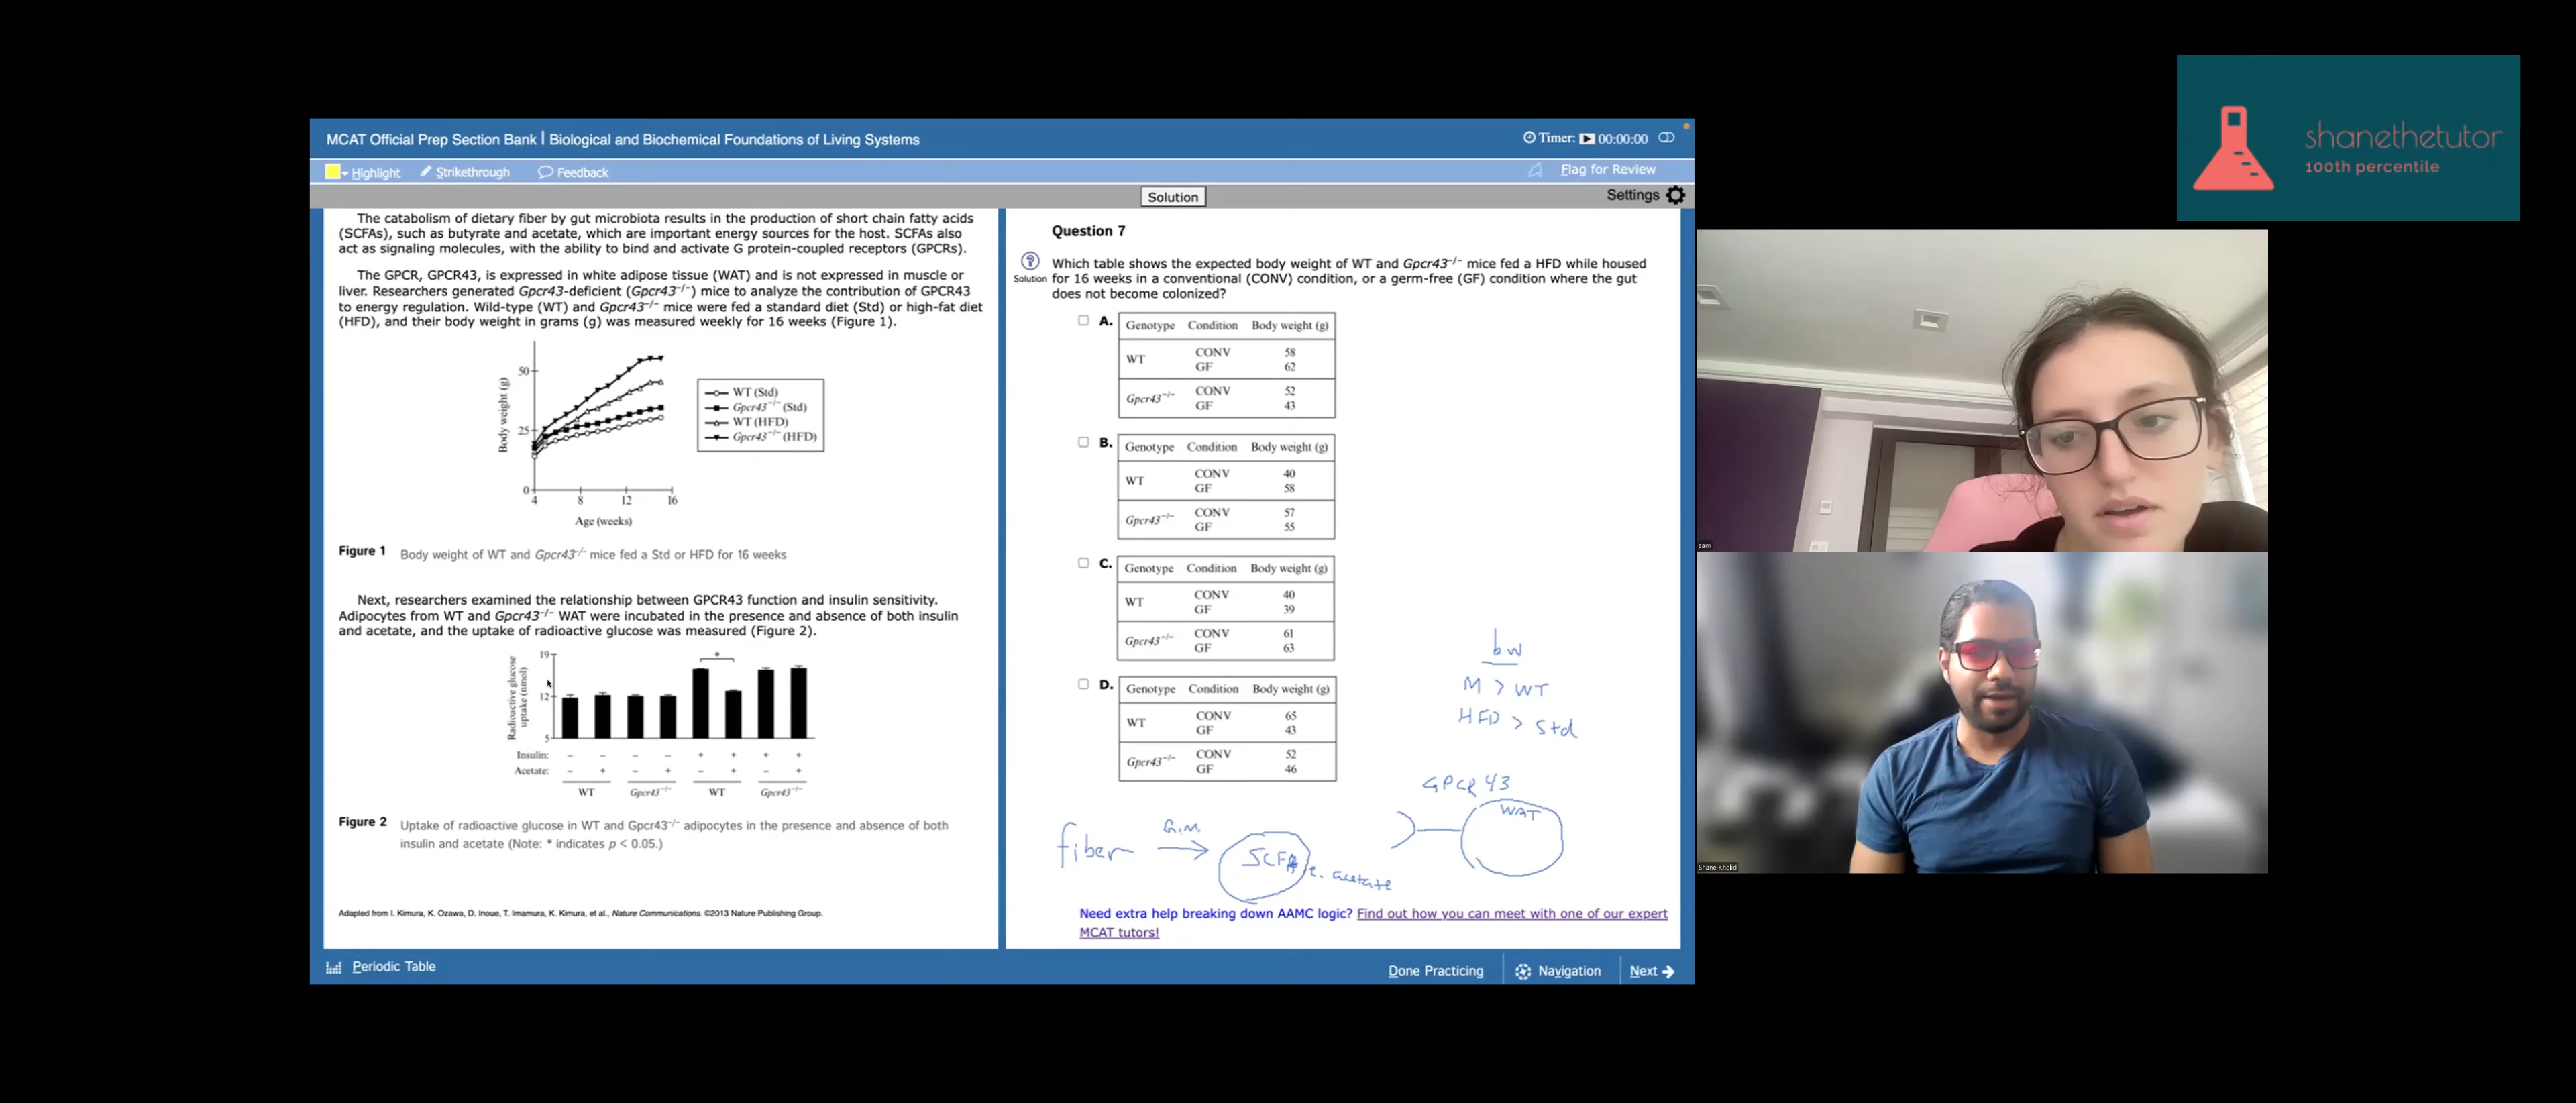 shanethetutor
100th percentile
MCAT Official Prep Section Bank | Biological and Biochemical Foundations of Living Systems
Timer: 00:00:00
Highlight
Strikethrough
Feedback
Flag for Review
Solution
Settings
The catabolism of dietary fiber by gut microbiota results in the production of short chain fatty acids
(SCFAs), such as butyrate and acetate, which are important energy sources for the host. SCFAs also
act as signaling molecules, with the ability to bind and activate G protein-coupled receptors (GPCRs).
The GPCR, GPCR43, is expressed in white adipose tissue (WAT) and is not expressed in muscle or
liver. Researchers generated Gpcr43-deficient (Gpcr43−/−) mice to analyze the contribution of GPCR43
to energy regulation. Wild-type (WT) and Gpcr43−/− mice were fed a standard diet (Std) or high-fat diet
(HFD), and their body weight in grams (g) was measured weekly for 16 weeks (Figure 1).
Body weight (g)
50
25
0
4 8 12 16
Age (weeks)
WT (Std)
Gpcr43−/− (Std)
WT (HFD)
Gpcr43−/− (HFD)
Figure 1 Body weight of WT and Gpcr43-/- mice fed a Std or HFD for 16 weeks
Next, researchers examined the relationship between GPCR43 function and insulin sensitivity.
Adipocytes from WT and Gpcr43−/− WAT were incubated in the presence and absence of both insulin
and acetate, and the uptake of radioactive glucose was measured (Figure 2).
Radioactive glucose
uptake (nmol)
19
12
5
*
Insulin: − − − − + + + +
Acetate: − + − + − + − +
WT Gpcr43−/− WT Gpcr43−/−
Figure 2 Uptake of radioactive glucose in WT and Gpcr43−/− adipocytes in the presence and absence of both
insulin and acetate (Note: * indicates p < 0.05.)
Adapted from I. Kimura, K. Ozawa, D. Inoue, T. Imamura, K. Kimura, et al., Nature Communications. ©2013 Nature Publishing Group.
Question 7
Solution
Which table shows the expected body weight of WT and Gpcr43−/− mice fed a HFD while housed
for 16 weeks in a conventional (CONV) condition, or a germ-free (GF) condition where the gut
does not become colonized?
A.
Genotype Condition Body weight (g)
WT CONV 58
GF 62
Gpcr43−/− CONV 52
GF 43
B.
Genotype Condition Body weight (g)
WT CONV 40
GF 58
Gpcr43−/− CONV 57
GF 55
C.
Genotype Condition Body weight (g)
WT CONV 40
GF 39
Gpcr43−/− CONV 61
GF 63
D.
Genotype Condition Body weight (g)
WT CONV 65
GF 43
Gpcr43−/− CONV 52
GF 46
bw
M > WT
HFD > Std
GPCR 43
WAT
fiber G.M SCFA i.e. acetate
Need extra help breaking down AAMC logic? Find out how you can meet with one of our expert
MCAT tutors!
Periodic Table
Done Practicing
Navigation
Next
sam
Shane Khalid